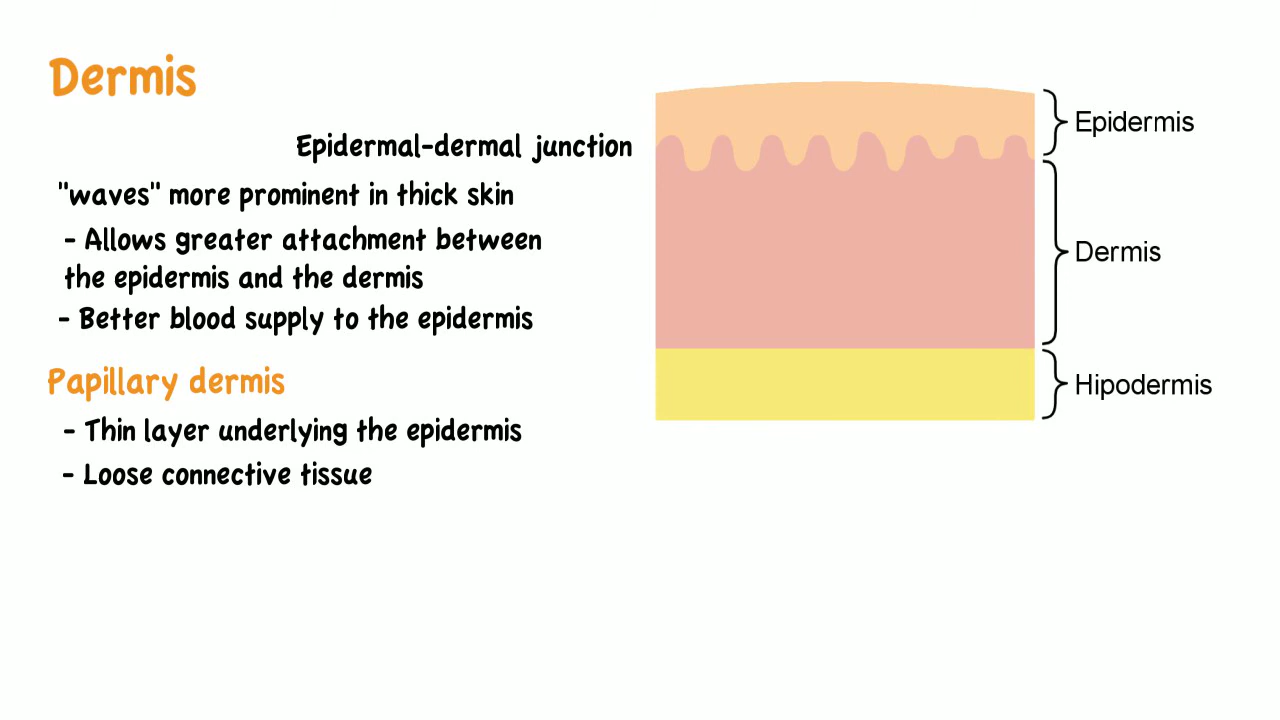 Dermis
Epidermal-dermal junction
"waves" more prominent in thick skin
- Allows greater attachment between
the epidermis and the dermis
- Better blood supply to the epidermis
Papillary dermis
- Thin layer underlying the epidermis
- Loose connective tissue
Epidermis
Dermis
Hipodermis